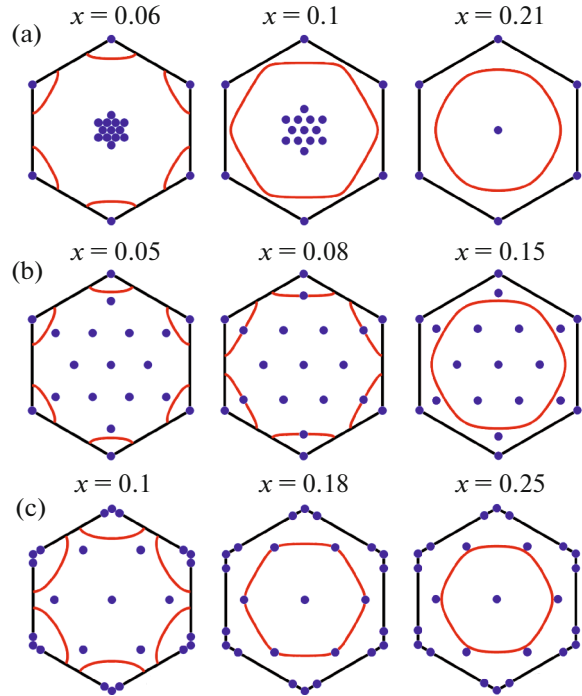 (a) x = 0.06 x = 0.1 x = 0.21
(b) x = 0.05 x = 0.08 x = 0.15
(c) x = 0.1 x = 0.18 x = 0.25